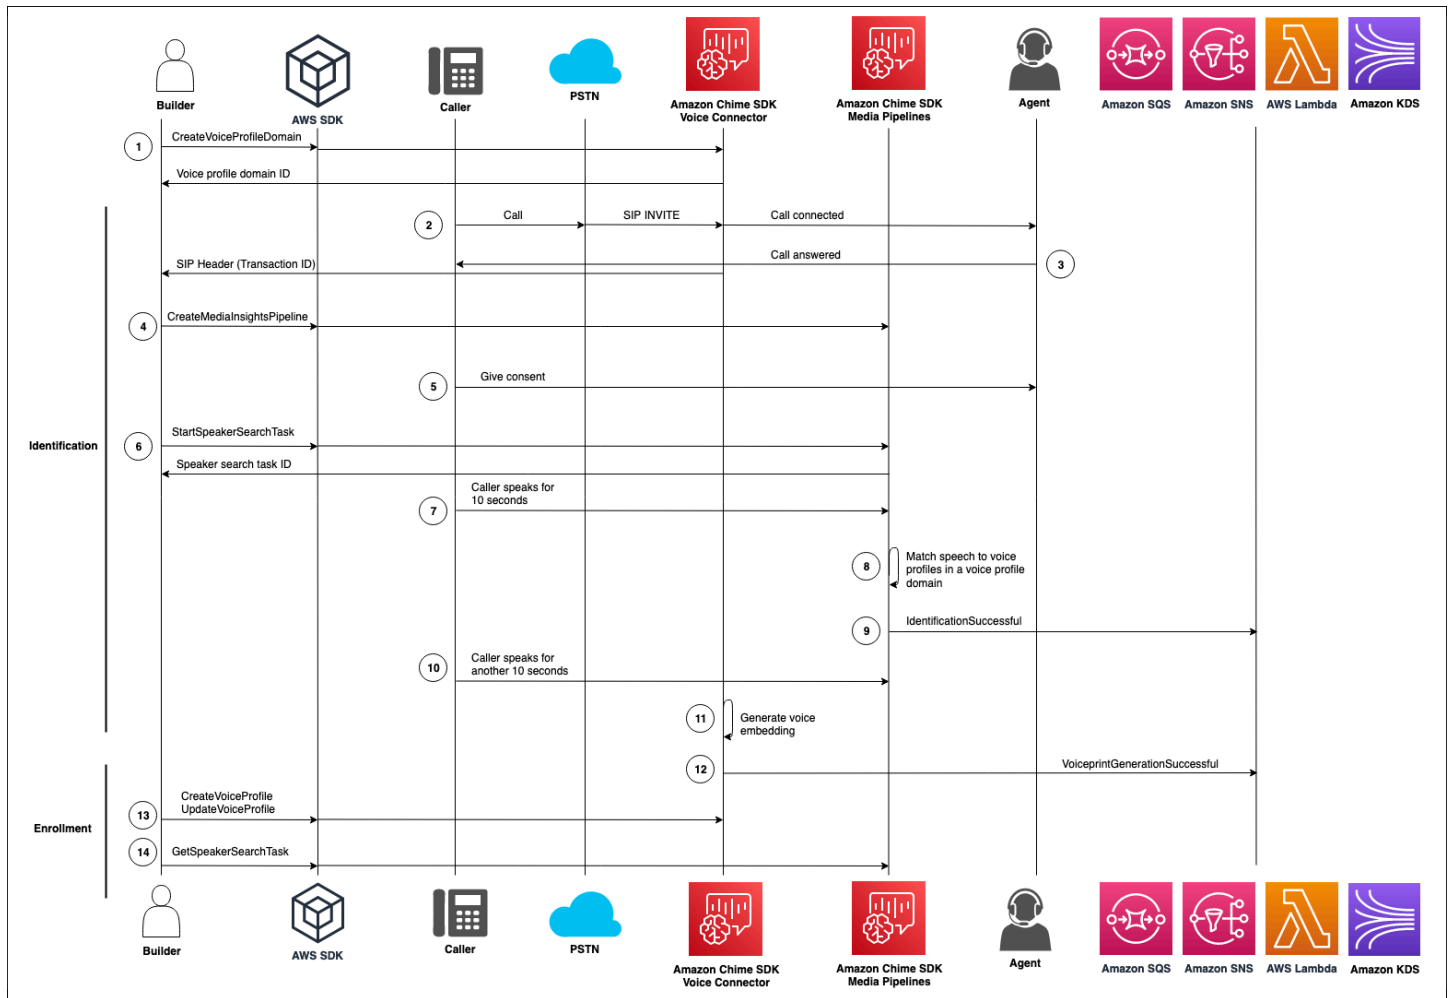 Builder
AWS SDK
Caller
PSTN
Amazon Chime SDK
Voice Connector
Amazon Chime SDK
Media Pipelines
Agent
Amazon SQS
Amazon SNS
AWS Lambda
Amazon KDS
1
CreateVoiceProfileDomain
Voice profile domain ID
2
Call
SIP INVITE
Call connected
Call answered
3
SIP Header (Transaction ID)
4
CreateMediaInsightsPipeline
5
Give consent
Identification
6
StartSpeakerSearchTask
Speaker search task ID
7
Caller speaks for
10 seconds
8
Match speech to voice
profiles in a voice profile
domain
9
IdentificationSuccessful
10
Caller speaks for
another 10 seconds
11
Generate voice
embedding
12
VoiceprintGenerationSuccessful
Enrollment
13
CreateVoiceProfile
UpdateVoiceProfile
14
GetSpeakerSearchTask
Builder
AWS SDK
Caller
PSTN
Amazon Chime SDK
Voice Connector
Amazon Chime SDK
Media Pipelines
Agent
Amazon SQS
Amazon SNS
AWS Lambda
Amazon KDS